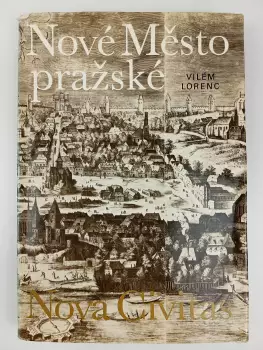 Nové Město
pražské
VILÉM
LORENC
Nova Civitas